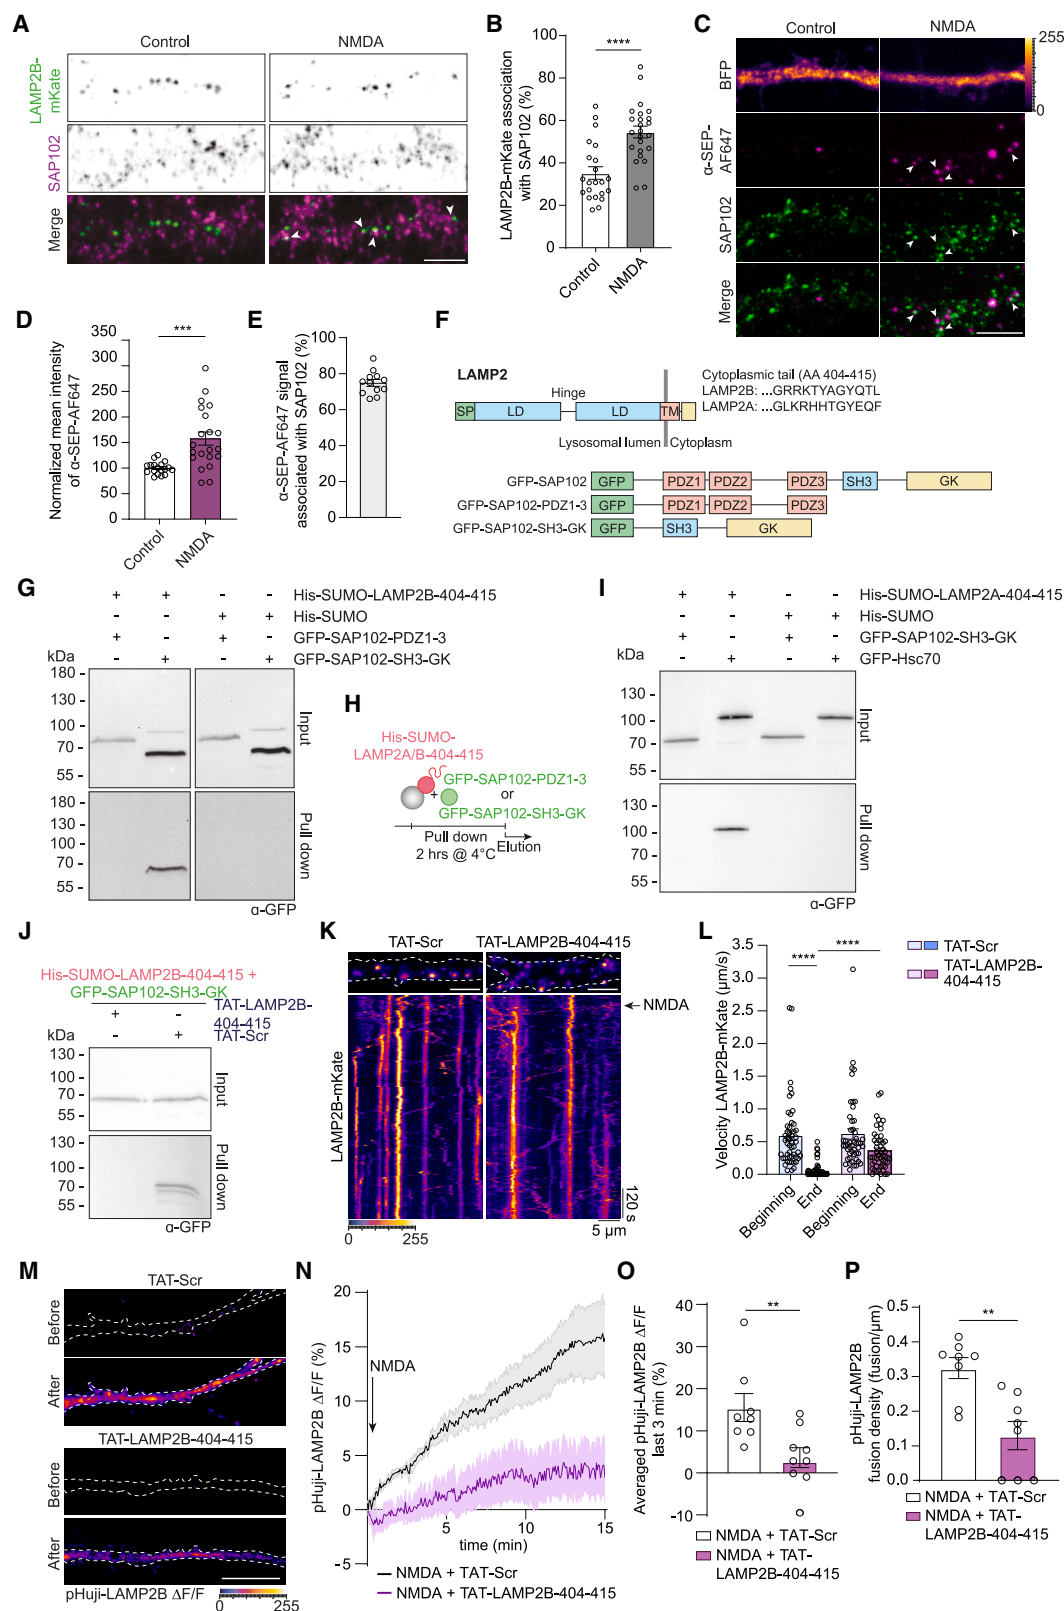 A
Control
NMDA
LAMP2B-
mKate
SAP102
Merge
B
****
100
80
60
40
20
0
LAMP2B-mKate association
with SAP102 (%)
Control
NMDA
C
Control
NMDA
255
0
BFP
α-SEP-
AF647
SAP102
Merge
D
***
350
300
250
200
150
100
50
0
Normalized mean intensity
of α-SEP-AF647
Control
NMDA
E
100
80
60
40
20
0
α-SEP-AF647 signal
associated with SAP102 (%)
F
LAMP2
Hinge
SP
LD
LD
TM
Lysosomal lumen
Cytoplasm
Cytoplasmic tail (AA 404-415)
LAMP2B: ...GRRKTYAGYQTL
LAMP2A: ...GLKRHHTGYEQF
GFP-SAP102
GFP
PDZ1
PDZ2
PDZ3
SH3
GK
GFP-SAP102-PDZ1-3
GFP
PDZ1
PDZ2
PDZ3
GFP-SAP102-SH3-GK
GFP
SH3
GK
G
+ + - - His-SUMO-LAMP2B-404-415
- - + + His-SUMO
+ - + - GFP-SAP102-PDZ1-3
- + - + GFP-SAP102-SH3-GK
kDa
180 -
130 -
100 -
70 -
55 -
Input
180 -
130 -
100 -
70 -
55 -
Pull down
α-GFP
H
His-SUMO-
LAMP2A/B-404-415
+
GFP-SAP102-PDZ1-3
or
GFP-SAP102-SH3-GK
Pull down
2 hrs @ 4°C
Elution
I
+ + - - His-SUMO-LAMP2A-404-415
- - + + His-SUMO
+ - + - GFP-SAP102-SH3-GK
- + - + GFP-Hsc70
kDa
130 -
100 -
70 -
55 -
Input
130 -
100 -
70 -
55 -
Pull down
α-GFP
J
His-SUMO-LAMP2B-404-415 +
GFP-SAP102-SH3-GK
+ - TAT-LAMP2B-
404-415
- + TAT-Scr
kDa
130 -
70 -
55 -
Input
130 -
100 -
70 -
55 -
Pull down
α-GFP
K
TAT-Scr
TAT-LAMP2B-404-415
NMDA
LAMP2B-mKate
120 s
5 µm
0
255
L
TAT-Scr
TAT-LAMP2B-
404-415
****
****
3.5
3.0
2.5
2.0
1.5
1.0
0.5
0.0
Velocity LAMP2B-mKate (µm/s)
Beginning
End
Beginning
End
M
TAT-Scr
Before
After
TAT-LAMP2B-404-415
Before
After
pHuji-LAMP2B ΔF/F
0
255
N
20
15
10
5
0
-5
pHuji-LAMP2B ΔF/F (%)
NMDA
5
10
15
time (min)
NMDA + TAT-Scr
NMDA + TAT-LAMP2B-404-415
O
**
40
30
20
10
0
-10
Averaged pHuji-LAMP2B ΔF/F
last 3 min (%)
NMDA + TAT-Scr
NMDA + TAT-
LAMP2B-404-415
P
**
0.5
0.4
0.3
0.2
0.1
0.0
pHuji-LAMP2B
fusion density (fusion/µm)
NMDA + TAT-Scr
NMDA + TAT-
LAMP2B-404-415